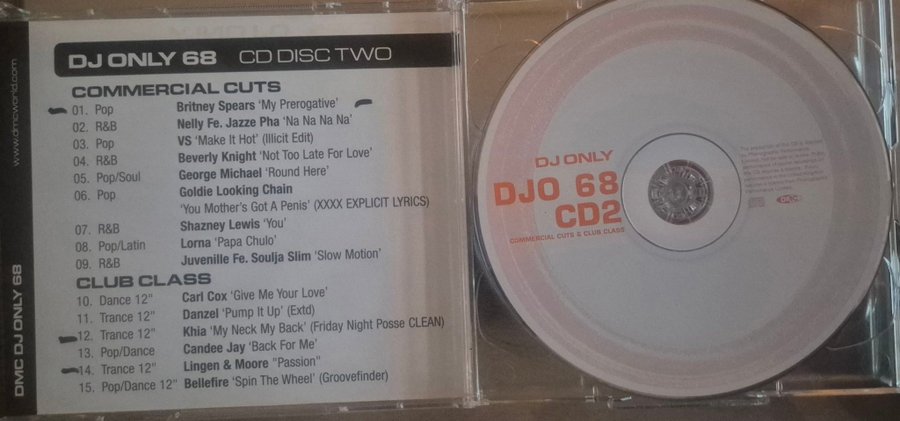 DJ ONLY 68 CD DISC TWO
COMMERCIAL CUTS
01. Pop Britney Spears 'My Prerogative'
02. R&B Nelly Fe. Jazze Pha 'Na Na Na Na'
03. Pop VS 'Make It Hot' (Illicit Edit)
04. R&B Beverly Knight 'Not Too Late For Love'
05. Pop/Soul George Michael 'Round Here'
06. Pop Goldie Looking Chain
'You Mother's Got A Penis' (XXXX EXPLICIT LYRICS)
07. R&B Shazney Lewis 'You'
08. Pop/Latin Lorna 'Papa Chulo'
09. R&B Juvenille Fe. Soulja Slim 'Slow Motion'
CLUB CLASS
10. Dance 12" Carl Cox 'Give Me Your Love'
11. Trance 12" Danzel 'Pump It Up' (Extd)
12. Trance 12" Khia 'My Neck My Back' (Friday Night Posse CLEAN)
13. Pop/Dance Candee Jay 'Back For Me'
14. Trance 12" Lingen & Moore "Passion"
15. Pop/Dance 12" Bellefire 'Spin The Wheel' (Groovefinder)
www.dmcworld.com
DMC DJ ONLY 68
DJ ONLY
DJO 68
CD2
COMMERCIAL CUTS & CLUB CLASS